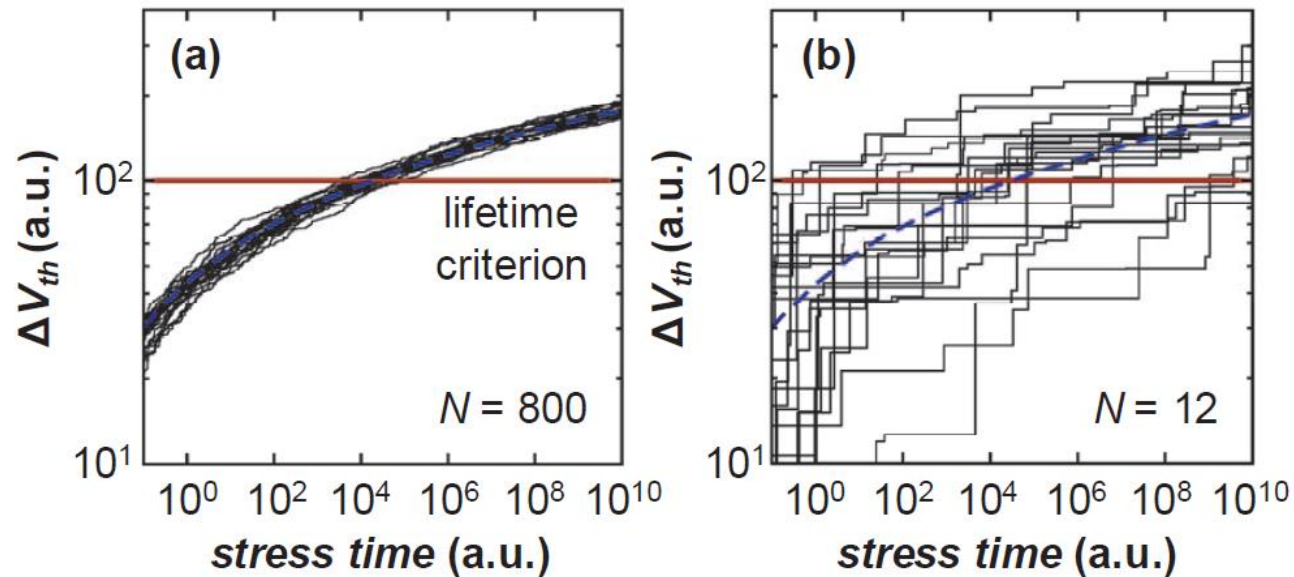 (a)
ΔVth (a.u.)
10²
10¹
lifetime
criterion
N = 800
10⁰ 10² 10⁴ 10⁶ 10⁸ 10¹⁰
stress time (a.u.)
(b)
ΔVth (a.u.)
10²
10¹
N = 12
10⁰ 10² 10⁴ 10⁶ 10⁸ 10¹⁰
stress time (a.u.)